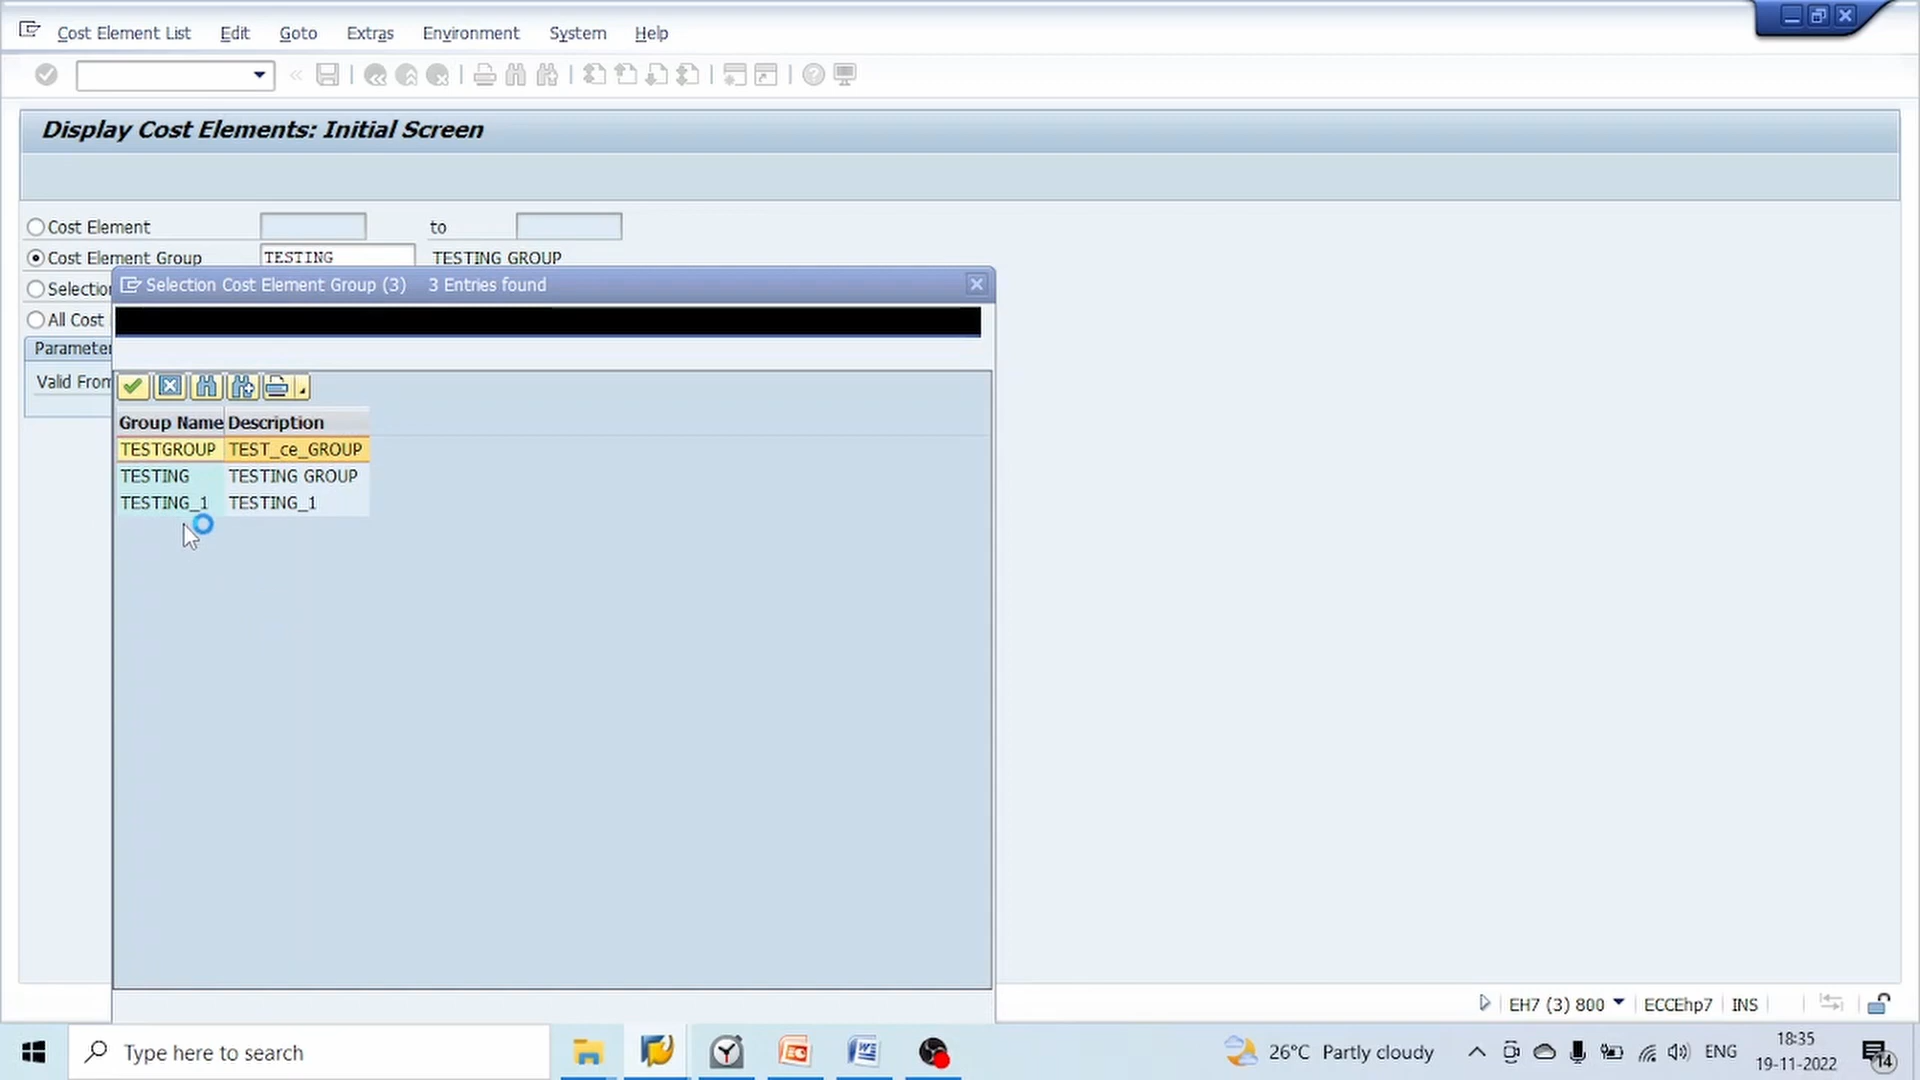 Cost Element List Edit Goto Extras Environment System Help
Display Cost Elements: Initial Screen
Cost Element to
Cost Element Group TESTING TESTING GROUP
Selection Cost Element Group (3) 3 Entries found
All Cost
Parameter
Valid From
Group Name Description
TESTGROUP TEST_ce_GROUP
TESTING TESTING GROUP
TESTING_1 TESTING_1
EH7 (3) 800 ECCEhp7 INS
Type here to search
26°C Partly cloudy
ENG
18:35
19-11-2022
14